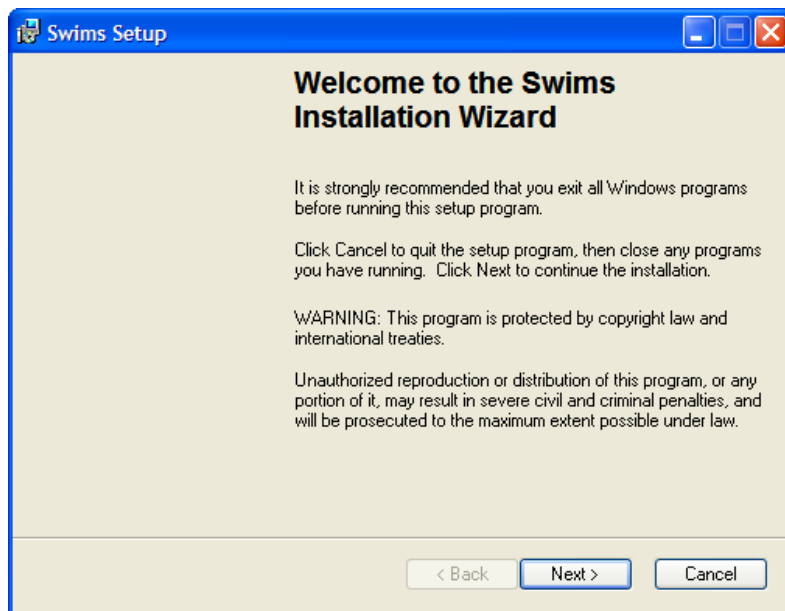 Swims Setup
Welcome to the Swims
Installation Wizard
It is strongly recommended that you exit all Windows programs
before running this setup program.
Click Cancel to quit the setup program, then close any programs
you have running.  Click Next to continue the installation.
WARNING: This program is protected by copyright law and
international treaties.
Unauthorized reproduction or distribution of this program, or any
portion of it, may result in severe civil and criminal penalties, and
will be prosecuted to the maximum extent possible under law.
< Back Next > Cancel